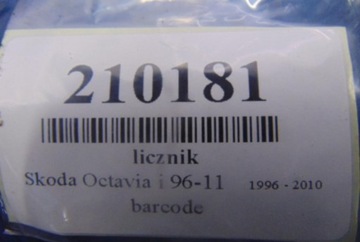 210181
licznik
Skoda Octavia i 96-11 1996 - 2010
barcode